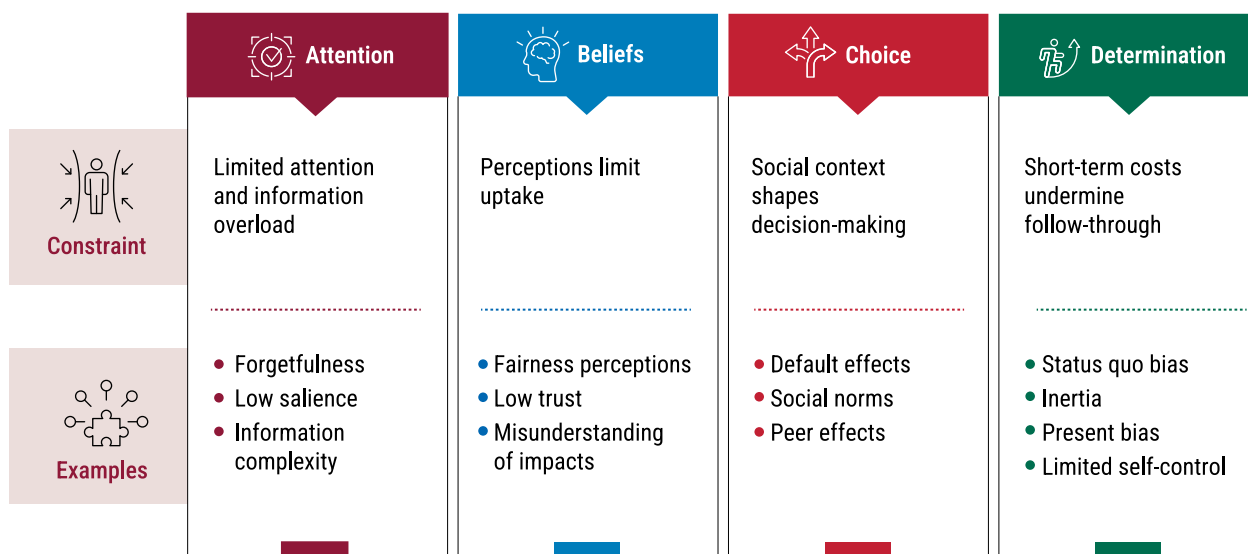 Attention
Beliefs
Choice
Determination
Constraint
Limited attention
and information
overload
Perceptions limit
uptake
Social context
shapes
decision-making
Short-term costs
undermine
follow-through
Examples
• Forgetfulness
• Low salience
• Information
complexity
• Fairness perceptions
• Low trust
• Misunderstanding
of impacts
• Default effects
• Social norms
• Peer effects
• Status quo bias
• Inertia
• Present bias
• Limited self-control